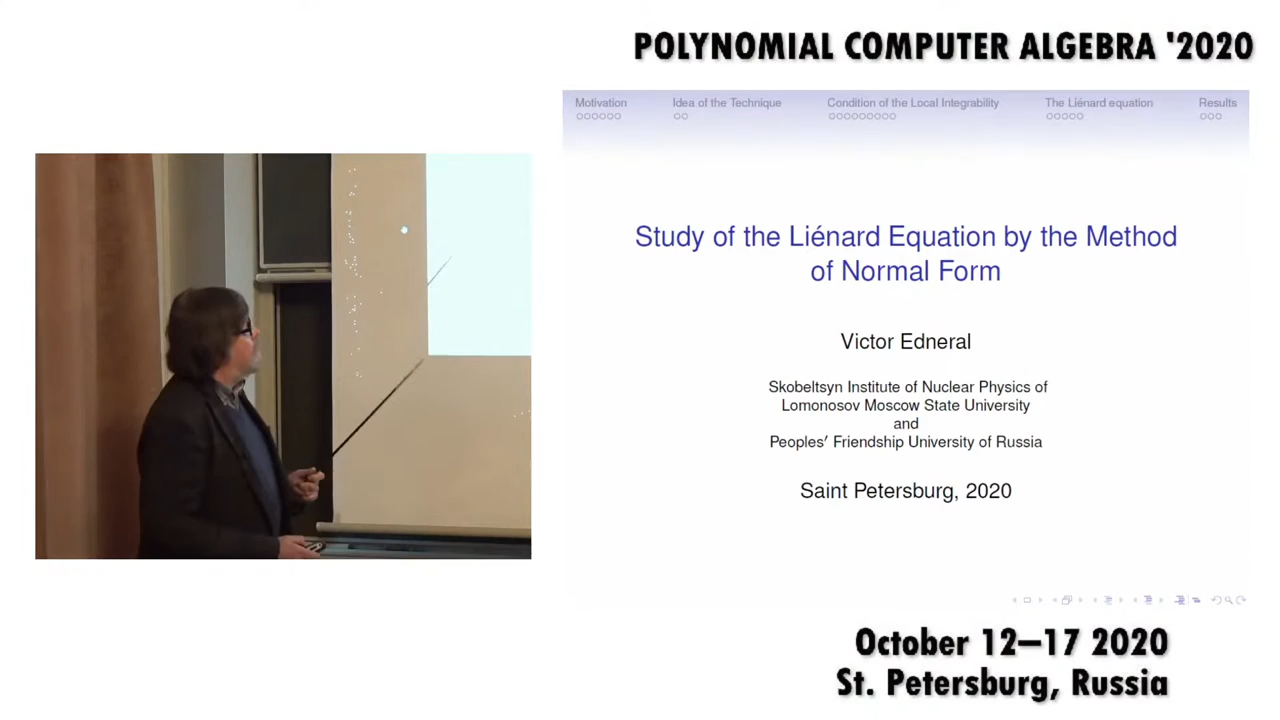 POLYNOMIAL COMPUTER ALGEBRA '2020
Motivation Idea of the Technique Condition of the Local Integrability The Liénard equation Results
Study of the Liénard Equation by the Method
of Normal Form
Victor Edneral
Skobeltsyn Institute of Nuclear Physics of
Lomonosov Moscow State University
and
Peoples′ Friendship University of Russia
Saint Petersburg, 2020
October 12–17 2020
St. Petersburg, Russia